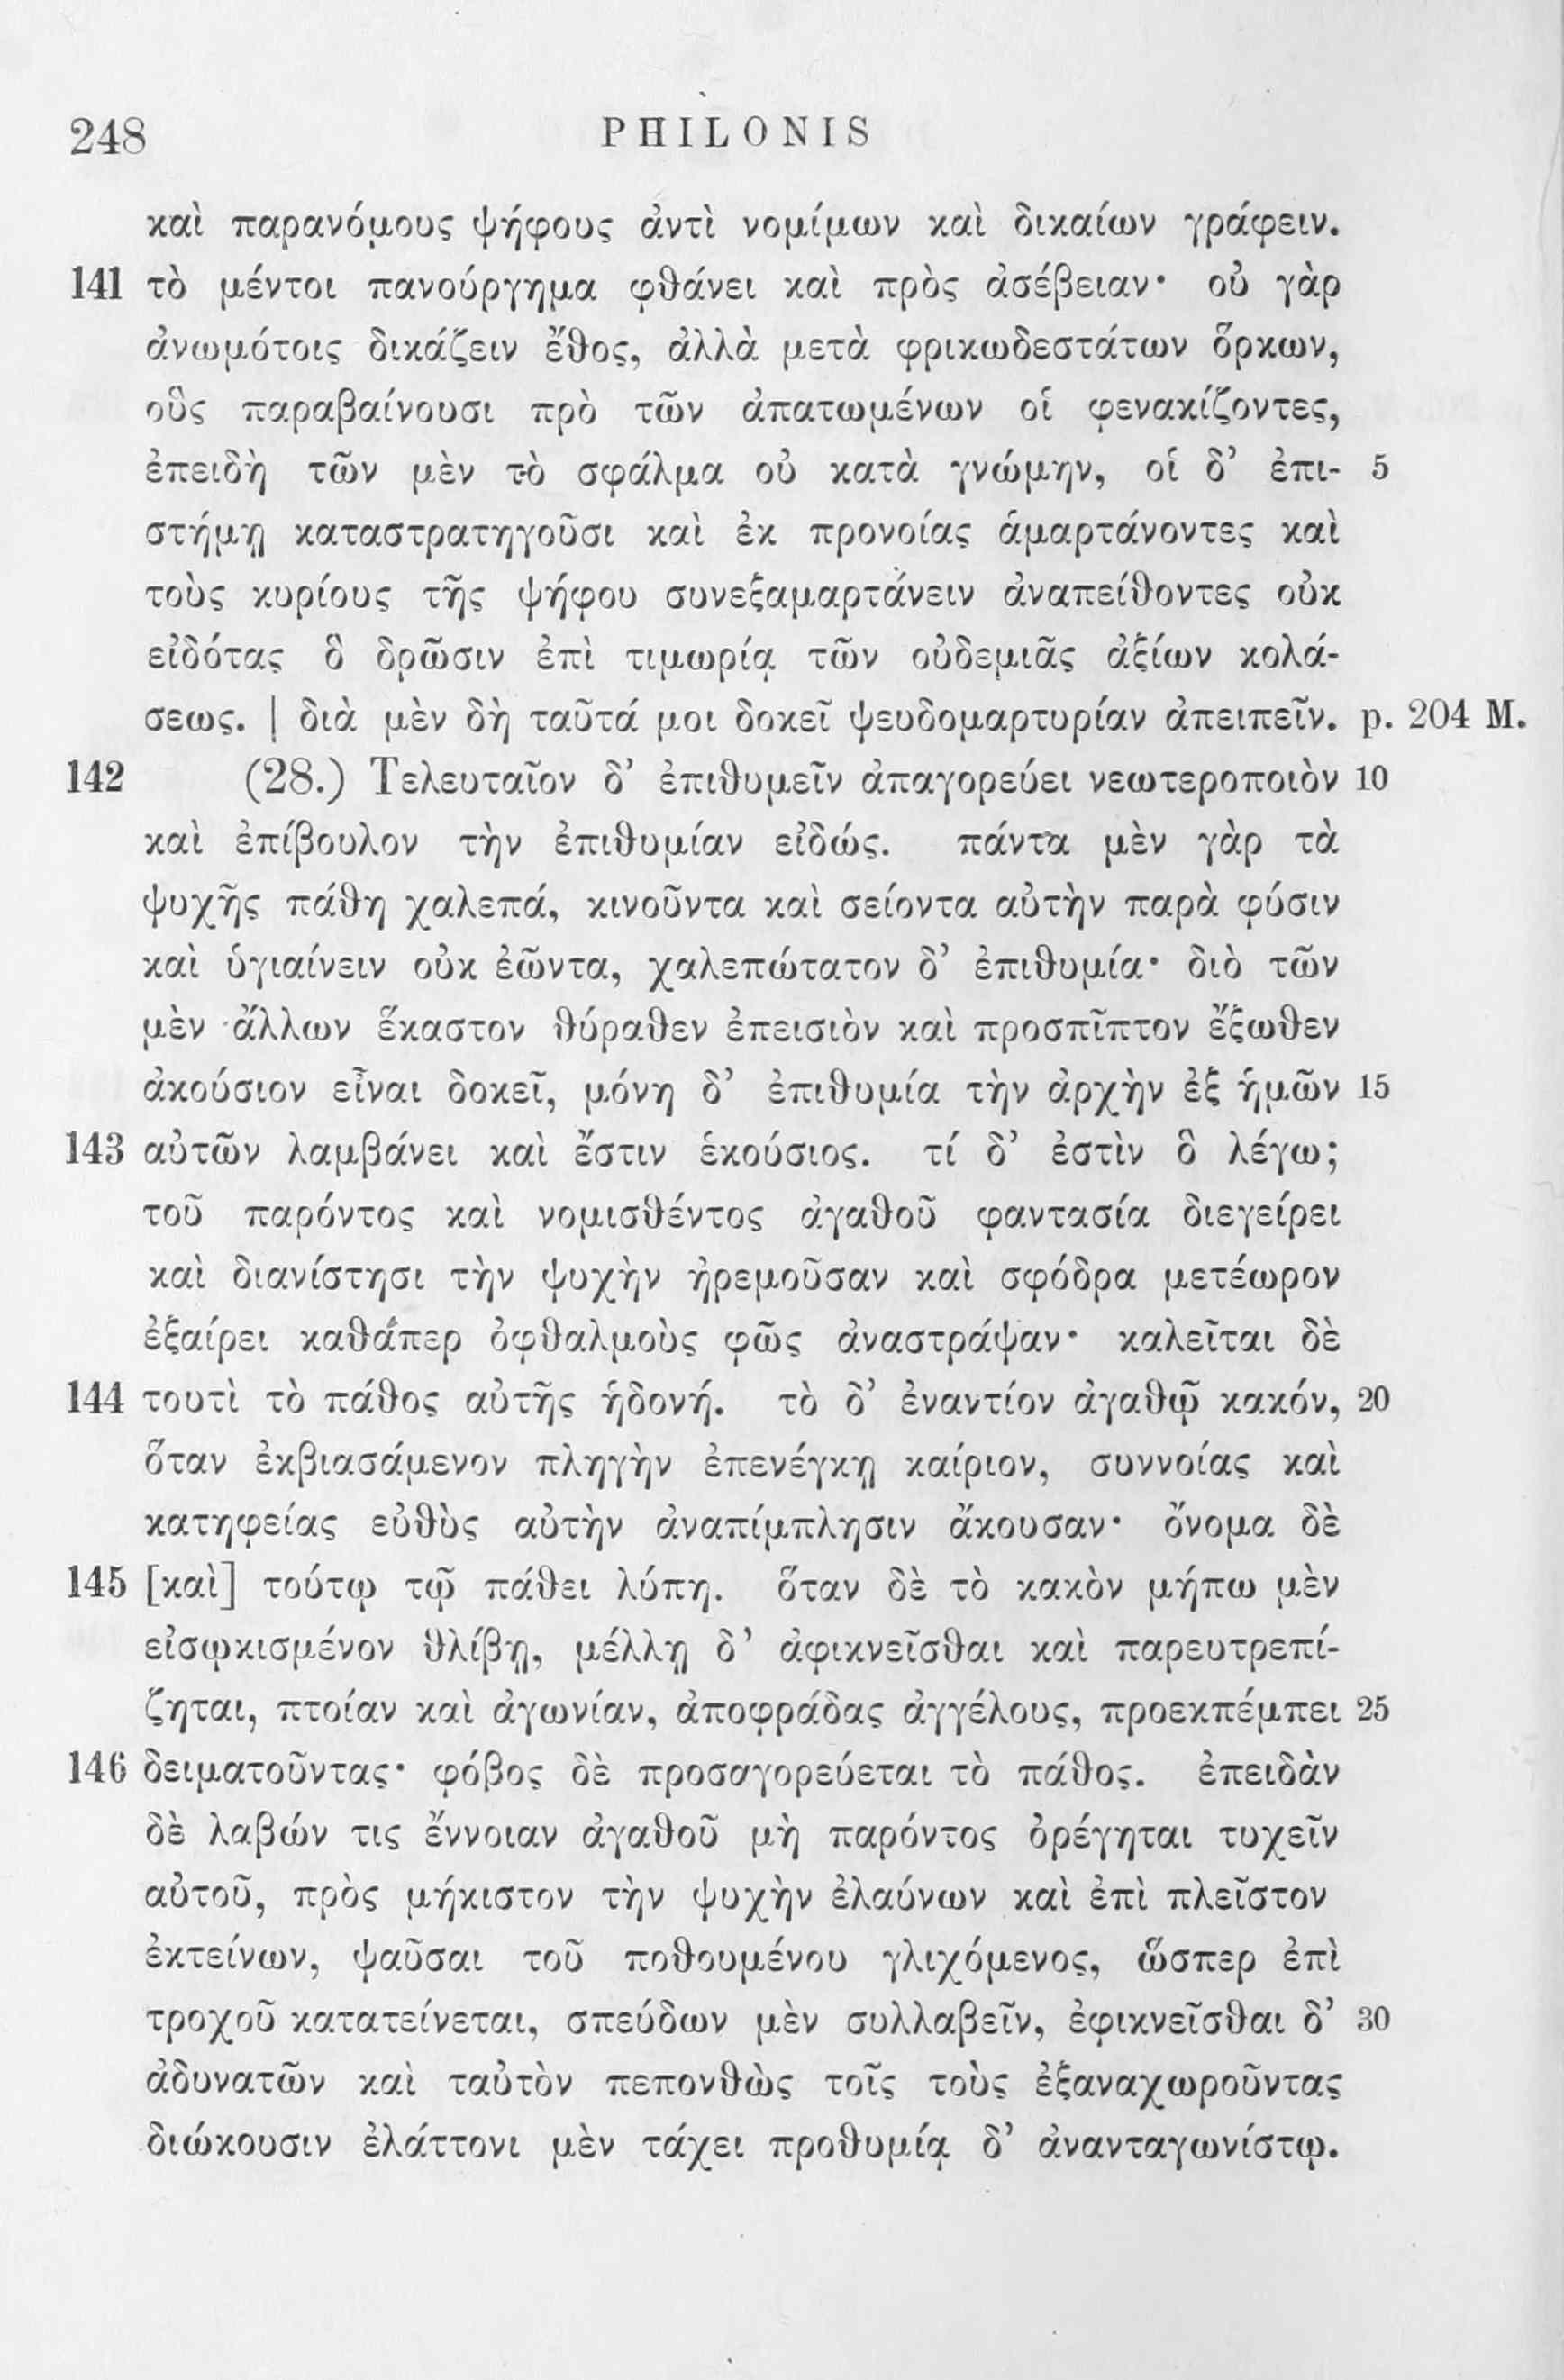 248 PHILONIS
καὶ παρανόμους ψήφους ἀντὶ νομίμων καὶ δικαίων γράφειν.
141 τὸ μέντοι πανούργημα φθάνει καὶ πρὸς ἀσέβειαν· οὐ γὰρ
ἀνωμότοις δικάζειν ἔθος, ἀλλὰ μετὰ φρικωδεστάτων ὅρκων,
οὓς παραβαίνουσι πρὸ τῶν ἀπατωμένων οἱ φενακίζοντες,
ἐπειδὴ τῶν μὲν τὸ σφάλμα οὐ κατὰ γνώμην, οἱ δ’ ἐπι- 5
στήμῃ καταστρατηγοῦσι καὶ ἐκ προνοίας ἁμαρτάνοντες καὶ
τοὺς κυρίους τῆς ψήφου συνεξαμαρτάνειν ἀναπείθοντες οὐκ
εἰδότας ὃ δρῶσιν ἐπὶ τιμωρίᾳ τῶν οὐδεμιᾶς ἀξίων κολά-
σεως. | διὰ μὲν δὴ ταῦτά μοι δοκεῖ ψευδομαρτυρίαν ἀπειπεῖν. p. 204 M.
142 (28.) Τελευταῖον δ’ ἐπιθυμεῖν ἀπαγορεύει νεωτεροποιὸν 10
καὶ ἐπίβουλον τὴν ἐπιθυμίαν εἰδώς. πάντα μὲν γὰρ τὰ
ψυχῆς πάθη χαλεπά, κινοῦντα καὶ σείοντα αὐτὴν παρὰ φύσιν
καὶ ὑγιαίνειν οὐκ ἐῶντα, χαλεπώτατον δ’ ἐπιθυμία· διὸ τῶν
μὲν ἄλλων ἕκαστον θύραθεν ἐπεισιὸν καὶ προσπῖπτον ἔξωθεν
ἀκούσιον εἶναι δοκεῖ, μόνη δ’ ἐπιθυμία τὴν ἀρχὴν ἐξ ἡμῶν 15
143 αὐτῶν λαμβάνει καὶ ἔστιν ἑκούσιος. τί δ’ ἐστὶν ὃ λέγω;
τοῦ παρόντος καὶ νομισθέντος ἀγαθοῦ φαντασία διεγείρει
καὶ διανίστησι τὴν ψυχὴν ἠρεμοῦσαν καὶ σφόδρα μετέωρον
ἐξαίρει καθάπερ ὀφθαλμοὺς φῶς ἀναστράψαν· καλεῖται δὲ
144 τουτὶ τὸ πάθος αὐτῆς ἡδονή. τὸ δ’ ἐναντίον ἀγαθῷ κακόν, 20
ὅταν ἐκβιασάμενον πληγὴν ἐπενέγκῃ καίριον, συννοίας καὶ
κατηφείας εὐθὺς αὐτὴν ἀναπίμπλησιν ἄκουσαν· ὄνομα δὲ
145 [καὶ] τούτῳ τῷ πάθει λύπη. ὅταν δὲ τὸ κακὸν μήπω μὲν
εἰσῳκισμένον θλίβῃ, μέλλῃ δ’ ἀφικνεῖσθαι καὶ παρευτρεπί-
ζηται, πτοίαν καὶ ἀγωνίαν, ἀποφράδας ἀγγέλους, προεκπέμπει 25
146 δειματοῦντας· φόβος δὲ προσαγορεύεται τὸ πάθος. ἐπειδὰν
δὲ λαβών τις ἔννοιαν ἀγαθοῦ μὴ παρόντος ὀρέγηται τυχεῖν
αὐτοῦ, πρὸς μήκιστον τὴν ψυχὴν ἐλαύνων καὶ ἐπὶ πλεῖστον
ἐκτείνων, ψαῦσαι τοῦ ποθουμένου γλιχόμενος, ὥσπερ ἐπὶ
τροχοῦ κατατείνεται, σπεύδων μὲν συλλαβεῖν, ἐφικνεῖσθαι δ’ 30
ἀδυνατῶν καὶ ταὐτὸν πεπονθὼς τοῖς τοὺς ἐξαναχωροῦντας
διώκουσιν ἐλάττονι μὲν τάχει προθυμίᾳ δ’ ἀνανταγωνίστῳ.